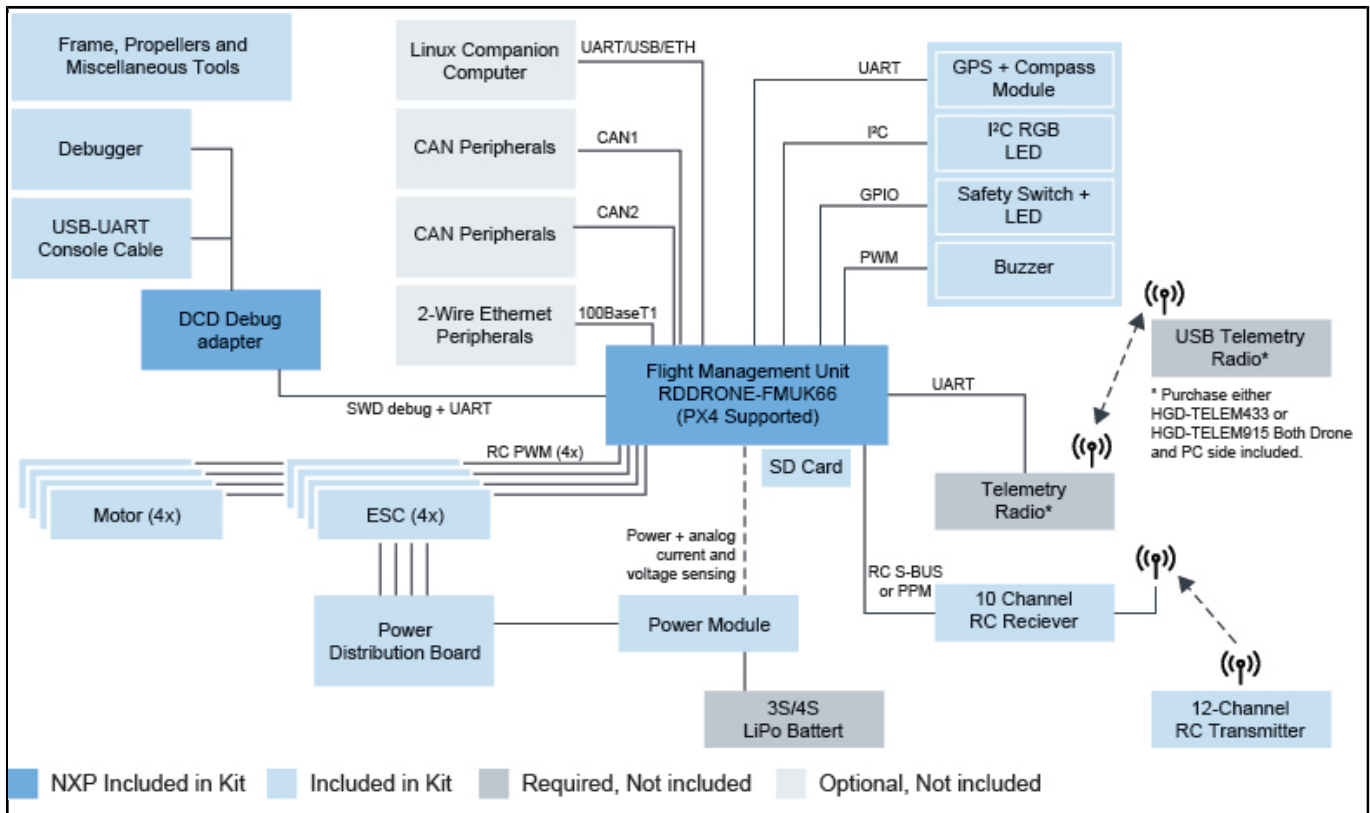 Frame, Propellers and
Miscellaneous Tools
Debugger
USB-UART
Console Cable
DCD Debug
adapter
SWD debug + UART
Linux Companion
Computer
UART/USB/ETH
CAN Peripherals
CAN1
CAN Peripherals
CAN2
2-Wire Ethernet
Peripherals
100BaseT1
UART
GPS + Compass
Module
I²C
I²C RGB
LED
GPIO
Safety Switch +
LED
PWM
Buzzer
Flight Management Unit
RDDRONE-FMUK66
(PX4 Supported)
SD Card
UART
USB Telemetry
Radio*
* Purchase either
HGD-TELEM433 or
HGD-TELEM915 Both Drone
and PC side included.
Telemetry
Radio*
RC PWM (4x)
Motor (4x)
ESC (4x)
Power + analog
current and
voltage sensing
RC S-BUS
or PPM
10 Channel
RC Reciever
Power
Distribution Board
Power Module
3S/4S
LiPo Battert
12-Channel
RC Transmitter
NXP Included in Kit
Included in Kit
Required, Not included
Optional, Not included